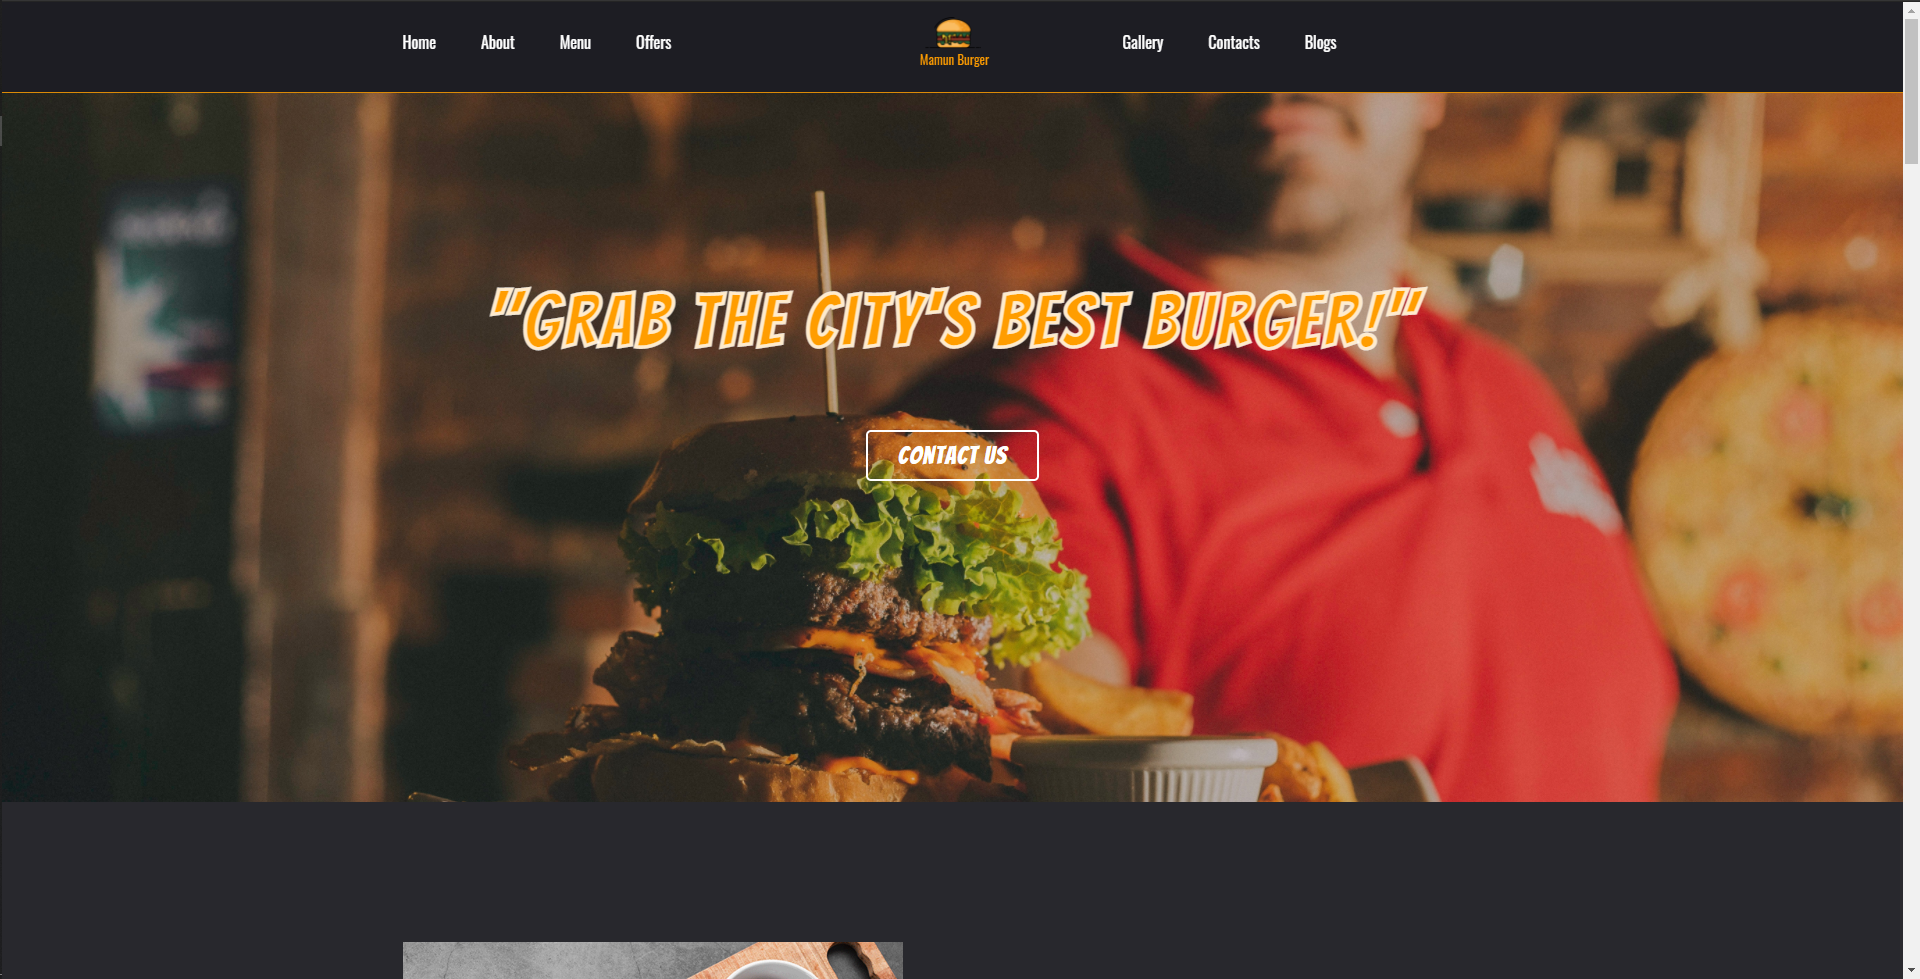 Home
About
Menu
Offers
Mamun Burger
Gallery
Contacts
Blogs
"GRAB THE CITY'S BEST BURGER!"
CONTACT US